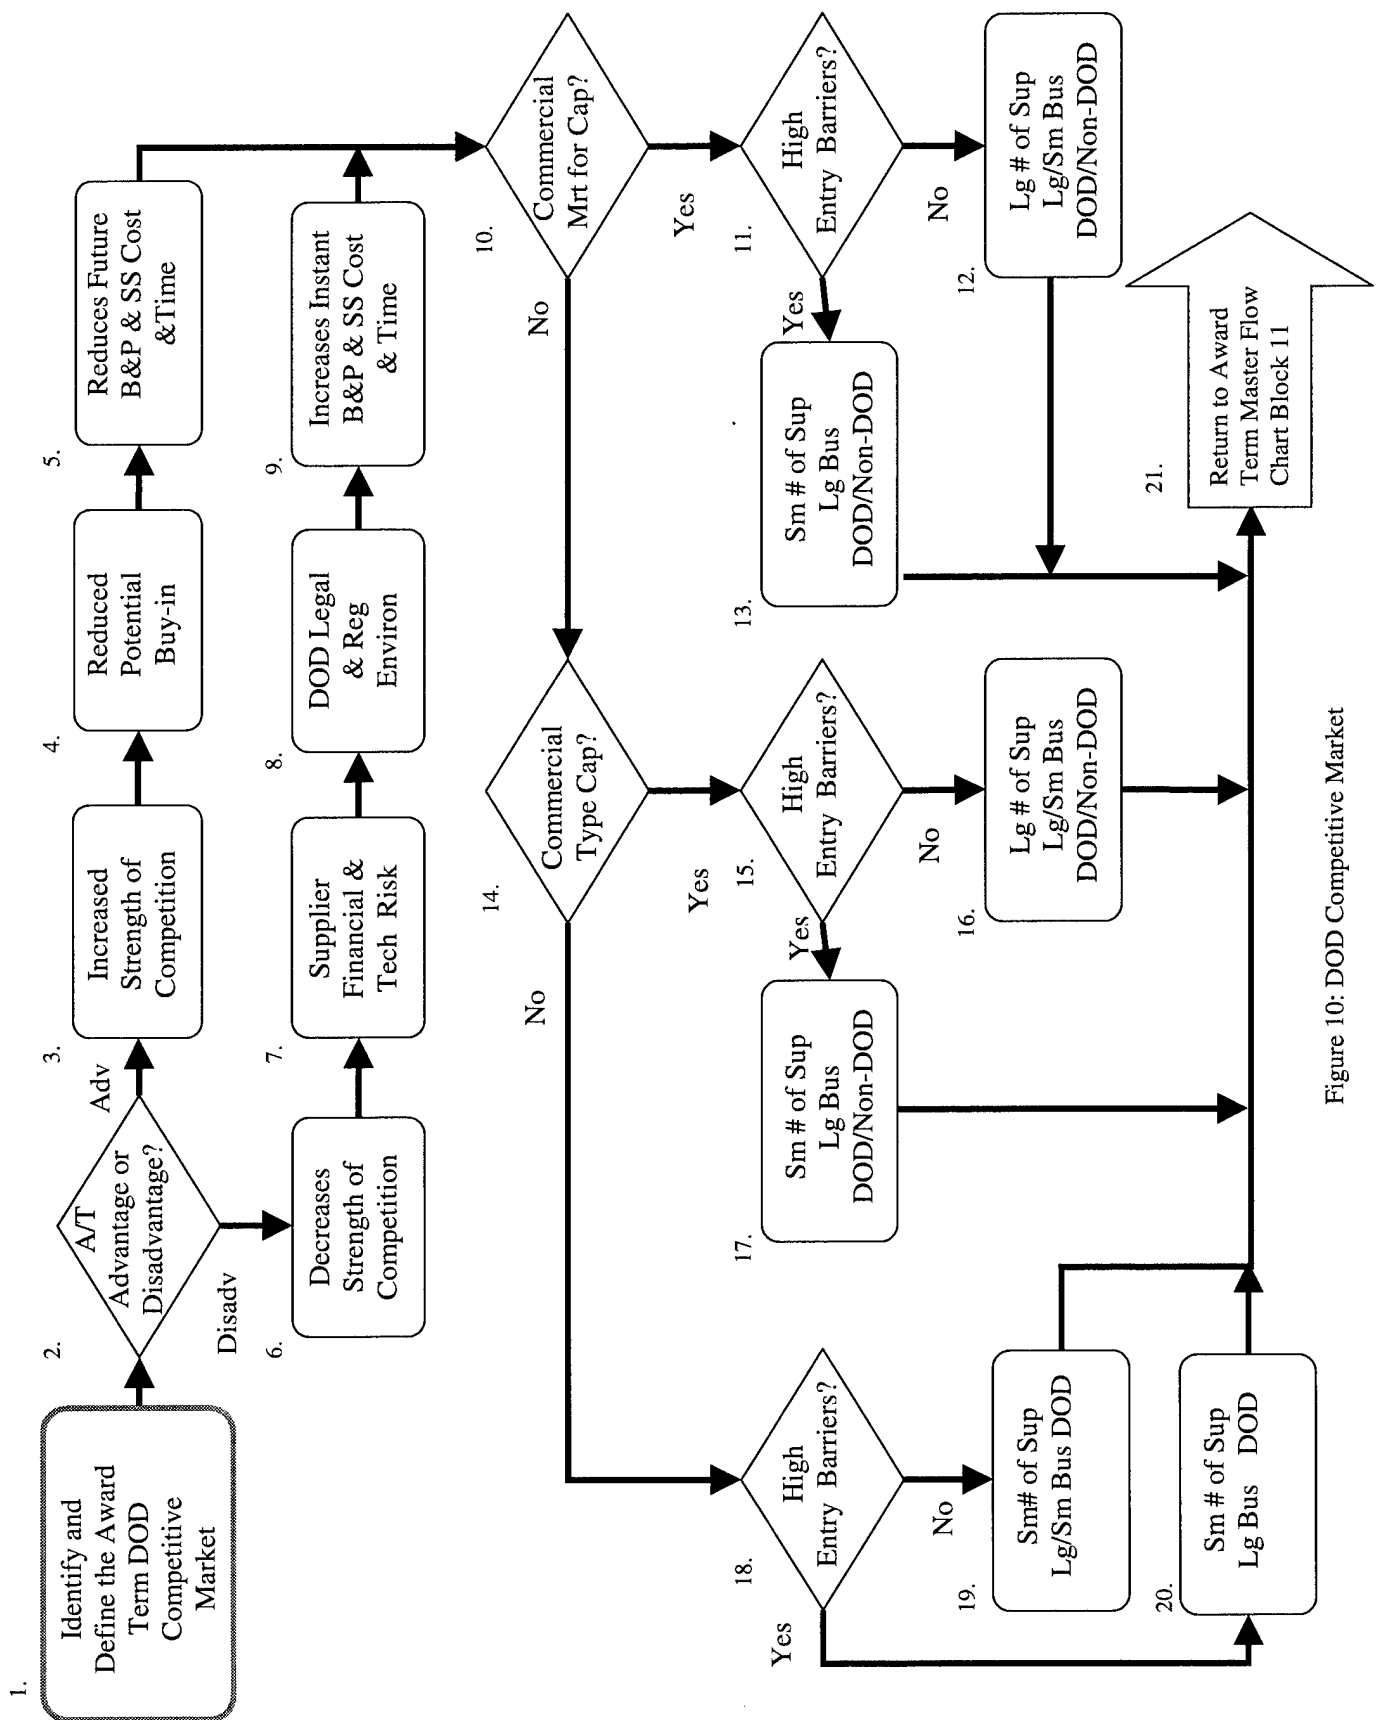 1.
Identify and
Define the Award
Term DOD
Competitive
Market
2.
A/T
Advantage or
Disadvantage?
Adv
Disadv
3.
Increased
Strength of
Competition
4.
Reduced
Potential
Buy-in
5.
Reduces Future
B&P & SS Cost
&Time
6.
Decreases
Strength of
Competition
7.
Supplier
Financial &
Tech Risk
8.
DOD Legal
& Reg
Environ
9.
Increases Instant
B&P & SS Cost
& Time
10.
Commercial
Mrt for Cap?
No
Yes
11.
High
Entry Barriers?
Yes
No
12.
Lg # of Sup
Lg/Sm Bus
DOD/Non-DOD
13.
Sm # of Sup
Lg Bus
DOD/Non-DOD
14.
Commercial
Type Cap?
No
Yes
15.
High
Entry Barriers?
Yes
No
16.
Lg # of Sup
Lg/Sm Bus
DOD/Non-DOD
17.
Sm # of Sup
Lg Bus
DOD/Non-DOD
18.
High
Entry Barriers?
Yes
No
19.
Sm# of Sup
Lg/Sm Bus DOD
20.
Sm # of Sup
Lg Bus DOD
21.
Return to Award
Term Master Flow
Chart Block 11
Figure 10: DOD Competitive Market